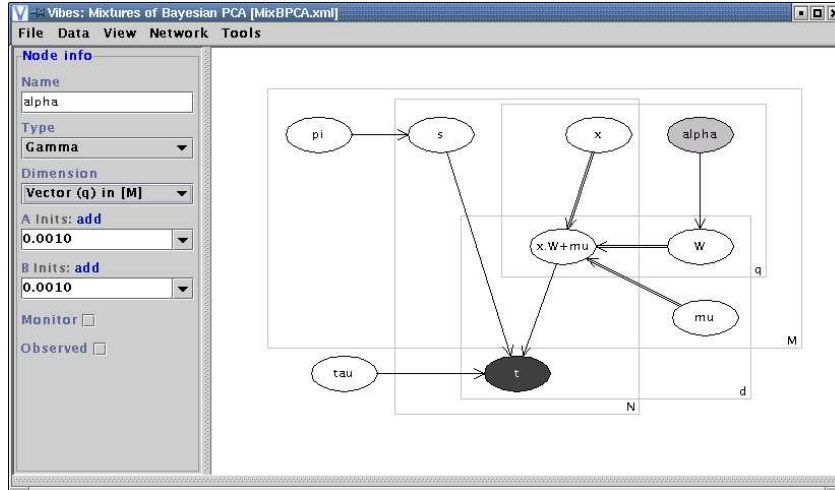 Vibes: Mixtures of Bayesian PCA [MixBPCA.xml]
File Data View Network Tools
Node info
Name
alpha
Type
Gamma
Dimension
Vector (q) in [M]
A Inits: add
0.0010
B Inits: add
0.0010
Monitor
Observed
pi
s
x
alpha
x.W+mu
W
q
mu
M
tau
t
d
N